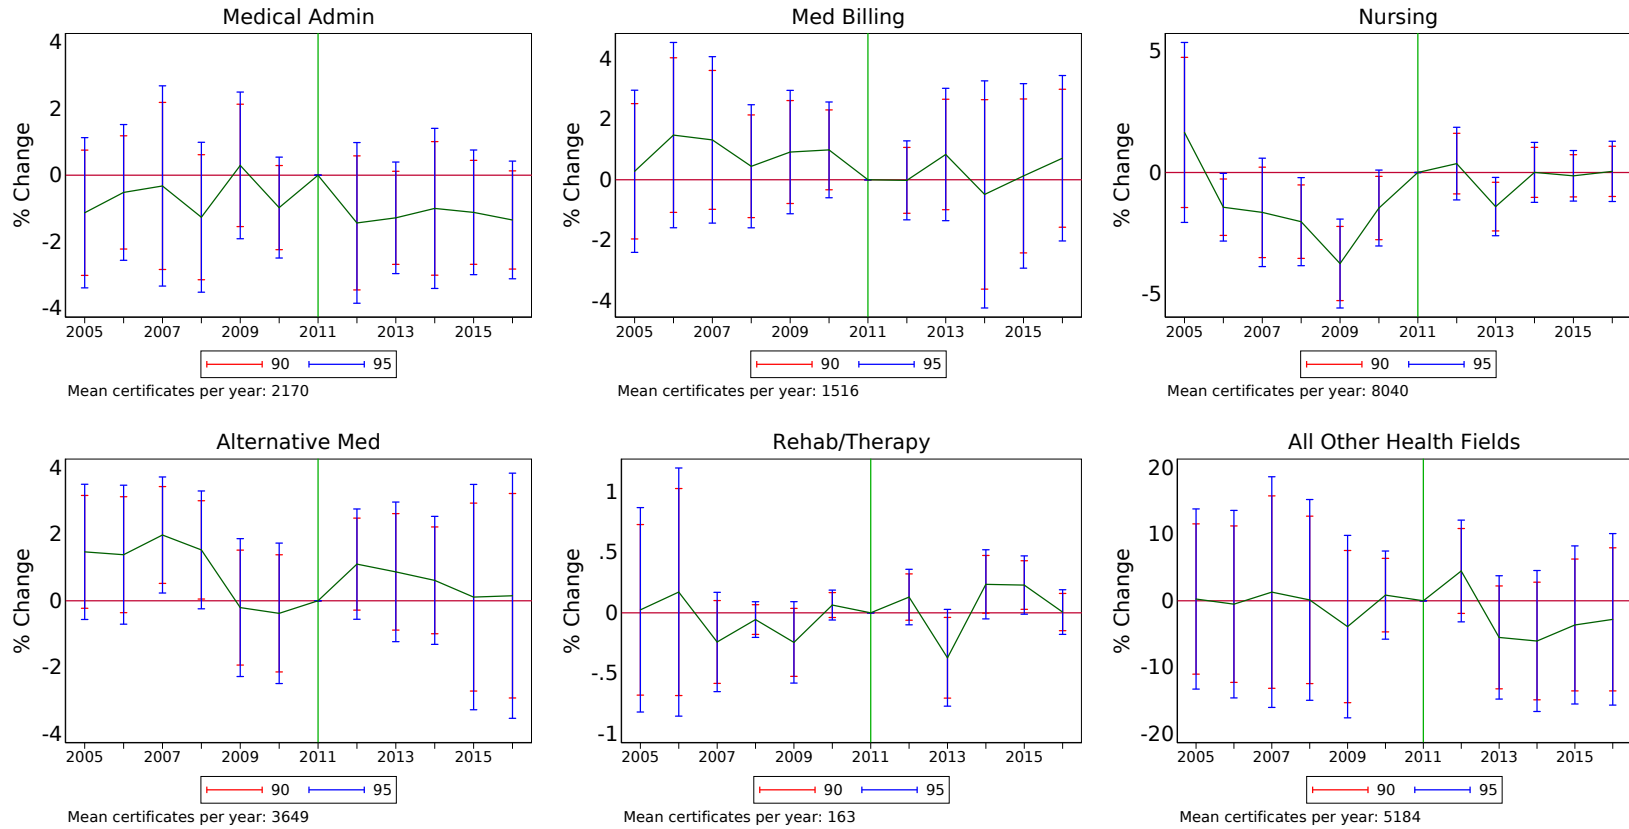 Medical Admin
% Change
4
2
0
-2
-4
2005 2007 2009 2011 2013 2015
90 95
Mean certificates per year: 2170
Med Billing
% Change
4
2
0
-2
-4
2005 2007 2009 2011 2013 2015
90 95
Mean certificates per year: 1516
Nursing
% Change
5
0
-5
2005 2007 2009 2011 2013 2015
90 95
Mean certificates per year: 8040
Alternative Med
% Change
4
2
0
-2
-4
2005 2007 2009 2011 2013 2015
90 95
Mean certificates per year: 3649
Rehab/Therapy
% Change
1
.5
0
-.5
-1
2005 2007 2009 2011 2013 2015
90 95
Mean certificates per year: 163
All Other Health Fields
% Change
20
10
0
-10
-20
2005 2007 2009 2011 2013 2015
90 95
Mean certificates per year: 5184